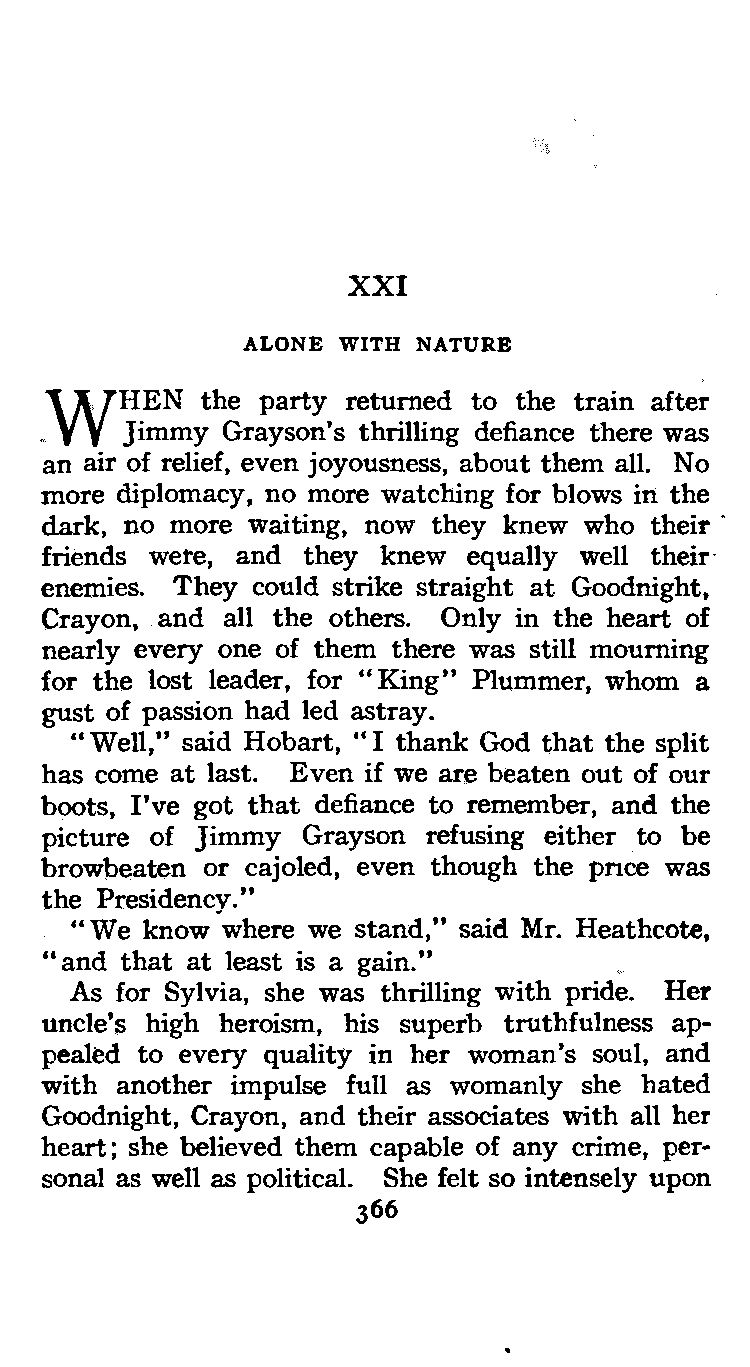 XXI
ALONE WITH NATURE
WHEN the party returned to the train after
Jimmy Grayson's thrilling defiance there was
an air of relief, even joyousness, about them all. No
more diplomacy, no more watching for blows in the
dark, no more waiting, now they knew who their
friends were, and they knew equally well their
enemies. They could strike straight at Goodnight,
Crayon, and all the others. Only in the heart of
nearly every one of them there was still mourning
for the lost leader, for "King" Plummer, whom a
gust of passion had led astray.
"Well," said Hobart, "I thank God that the split
has come at last. Even if we are beaten out of our
boots, I've got that defiance to remember, and the
picture of Jimmy Grayson refusing either to be
browbeaten or cajoled, even though the price was
the Presidency."
"We know where we stand," said Mr. Heathcote,
"and that at least is a gain."
As for Sylvia, she was thrilling with pride. Her
uncle's high heroism, his superb truthfulness ap-
pealed to every quality in her woman's soul, and
with another impulse full as womanly she hated
Goodnight, Crayon, and their associates with all her
heart; she believed them capable of any crime, per-
sonal as well as political. She felt so intensely upon
366